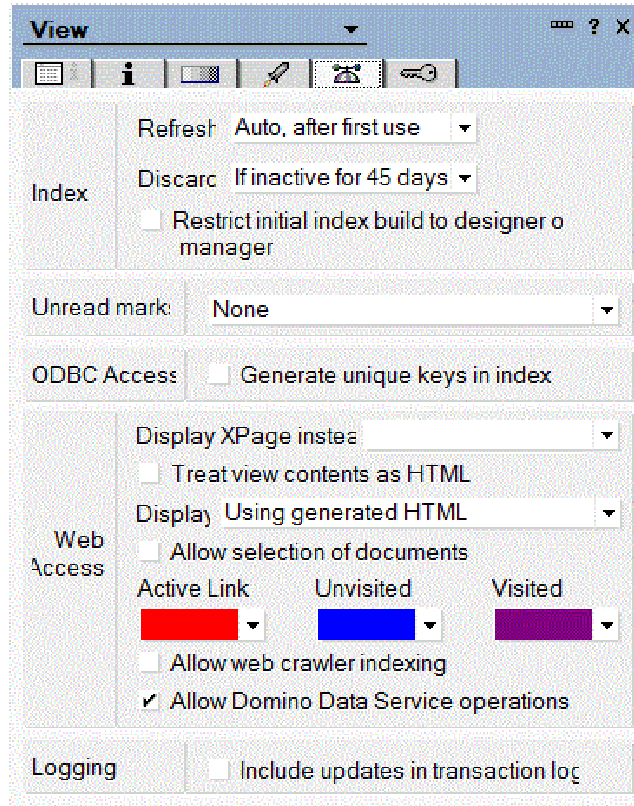 View
? X
i
Refresh Auto, after first use
Discarc If inactive for 45 days
Index
Restrict initial index build to designer o
manager
Unread mark: None
ODBC Access Generate unique keys in index
Display XPage instea
Treat view contents as HTML
Display Using generated HTML
Web
Access
Allow selection of documents
Active Link Unvisited Visited
Allow web crawler indexing
Allow Domino Data Service operations
Logging Include updates in transaction log